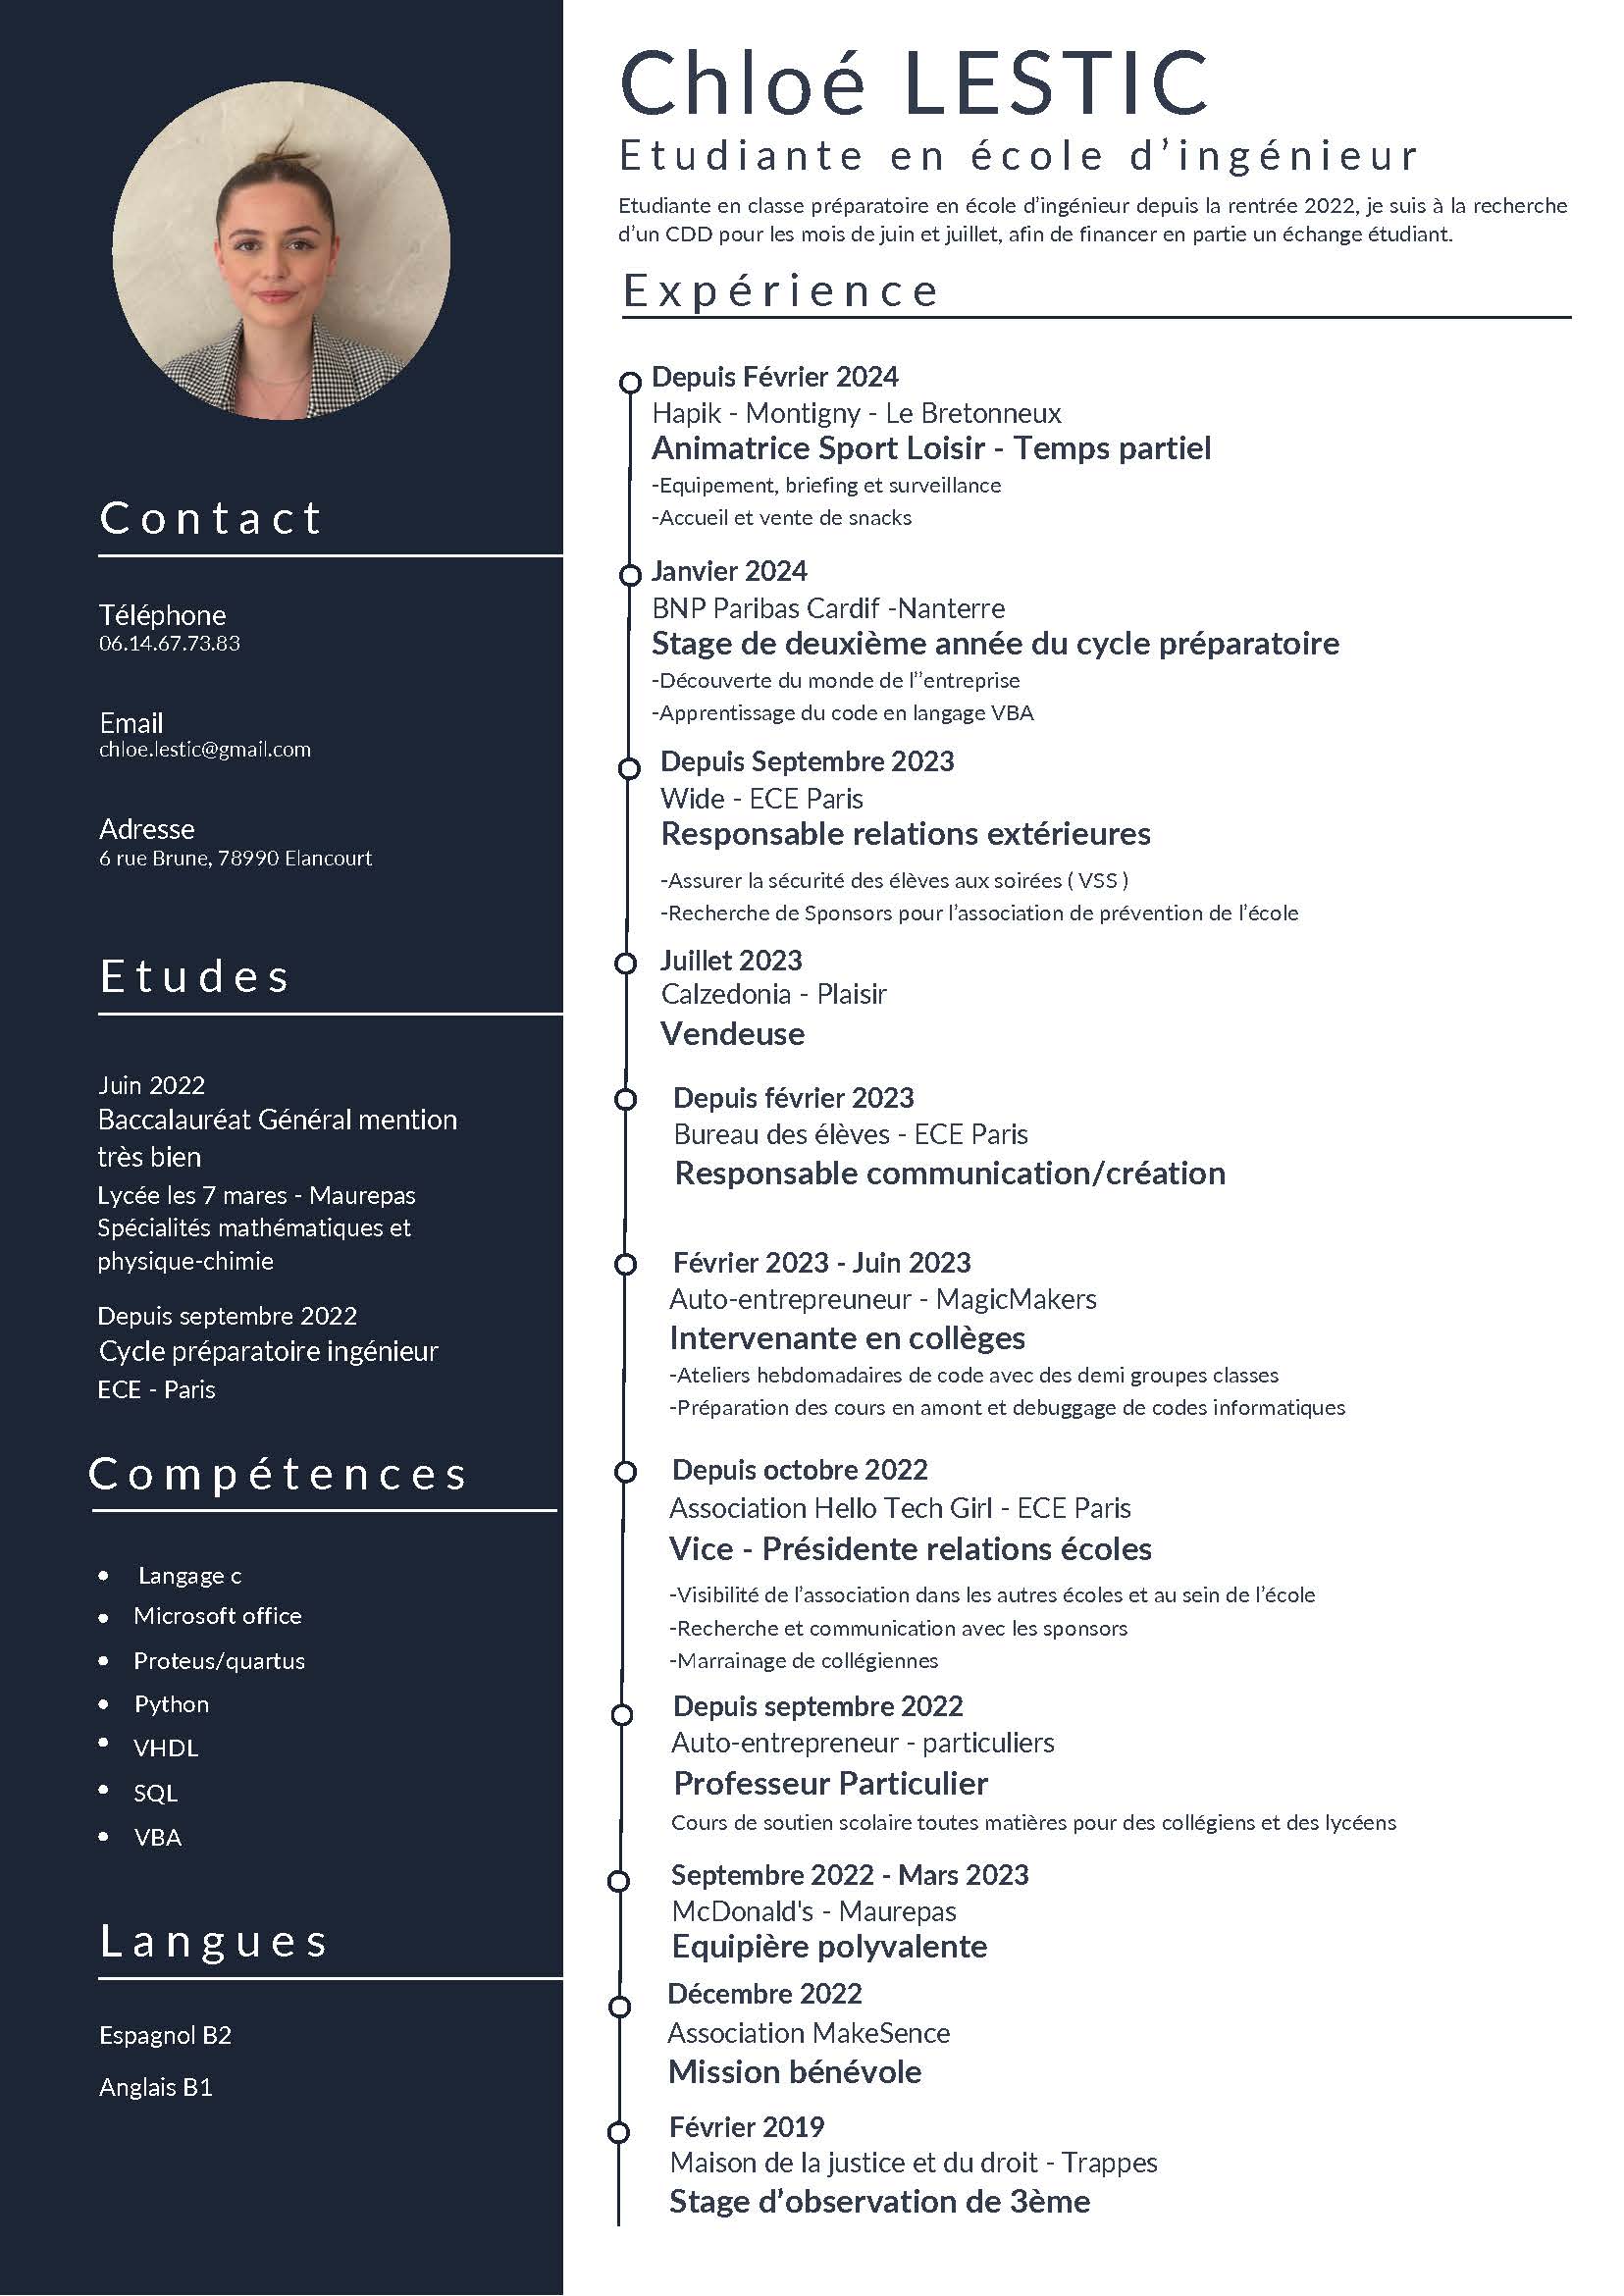 Chloé LESTIC
Etudiante en école d’ingénieur
Etudiante en classe préparatoire en école d’ingénieur depuis la rentrée 2022, je suis à la recherche
d’un CDD pour les mois de juin et juillet, afin de financer en partie un échange étudiant.
Contact
Téléphone
06.14.67.73.83
Email
chloe.lestic@gmail.com
Adresse
6 rue Brune, 78990 Elancourt
Etudes
Juin 2022
Baccalauréat Général mention
très bien
Lycée les 7 mares - Maurepas
Spécialités mathématiques et
physique-chimie
Depuis septembre 2022
Cycle préparatoire ingénieur
ECE - Paris
Compétences
• Langage c
• Microsoft office
• Proteus/quartus
• Python
• VHDL
• SQL
• VBA
Langues
Espagnol B2
Anglais B1
Expérience
Depuis Février 2024
Hapik - Montigny - Le Bretonneux
Animatrice Sport Loisir - Temps partiel
-Equipement, briefing et surveillance
-Accueil et vente de snacks
Janvier 2024
BNP Paribas Cardif -Nanterre
Stage de deuxième année du cycle préparatoire
-Découverte du monde de l’’entreprise
-Apprentissage du code en langage VBA
Depuis Septembre 2023
Wide - ECE Paris
Responsable relations extérieures
-Assurer la sécurité des élèves aux soirées ( VSS )
-Recherche de Sponsors pour l’association de prévention de l’école
Juillet 2023
Calzedonia - Plaisir
Vendeuse
Depuis février 2023
Bureau des élèves - ECE Paris
Responsable communication/création
Février 2023 - Juin 2023
Auto-entrepreuneur - MagicMakers
Intervenante en collèges
-Ateliers hebdomadaires de code avec des demi groupes classes
-Préparation des cours en amont et debuggage de codes informatiques
Depuis octobre 2022
Association Hello Tech Girl - ECE Paris
Vice - Présidente relations écoles
-Visibilité de l’association dans les autres écoles et au sein de l’école
-Recherche et communication avec les sponsors
-Marrainage de collégiennes
Depuis septembre 2022
Auto-entrepreneur - particuliers
Professeur Particulier
Cours de soutien scolaire toutes matières pour des collégiens et des lycéens
Septembre 2022 - Mars 2023
McDonald's - Maurepas
Equipière polyvalente
Décembre 2022
Association MakeSence
Mission bénévole
Février 2019
Maison de la justice et du droit - Trappes
Stage d’observation de 3ème